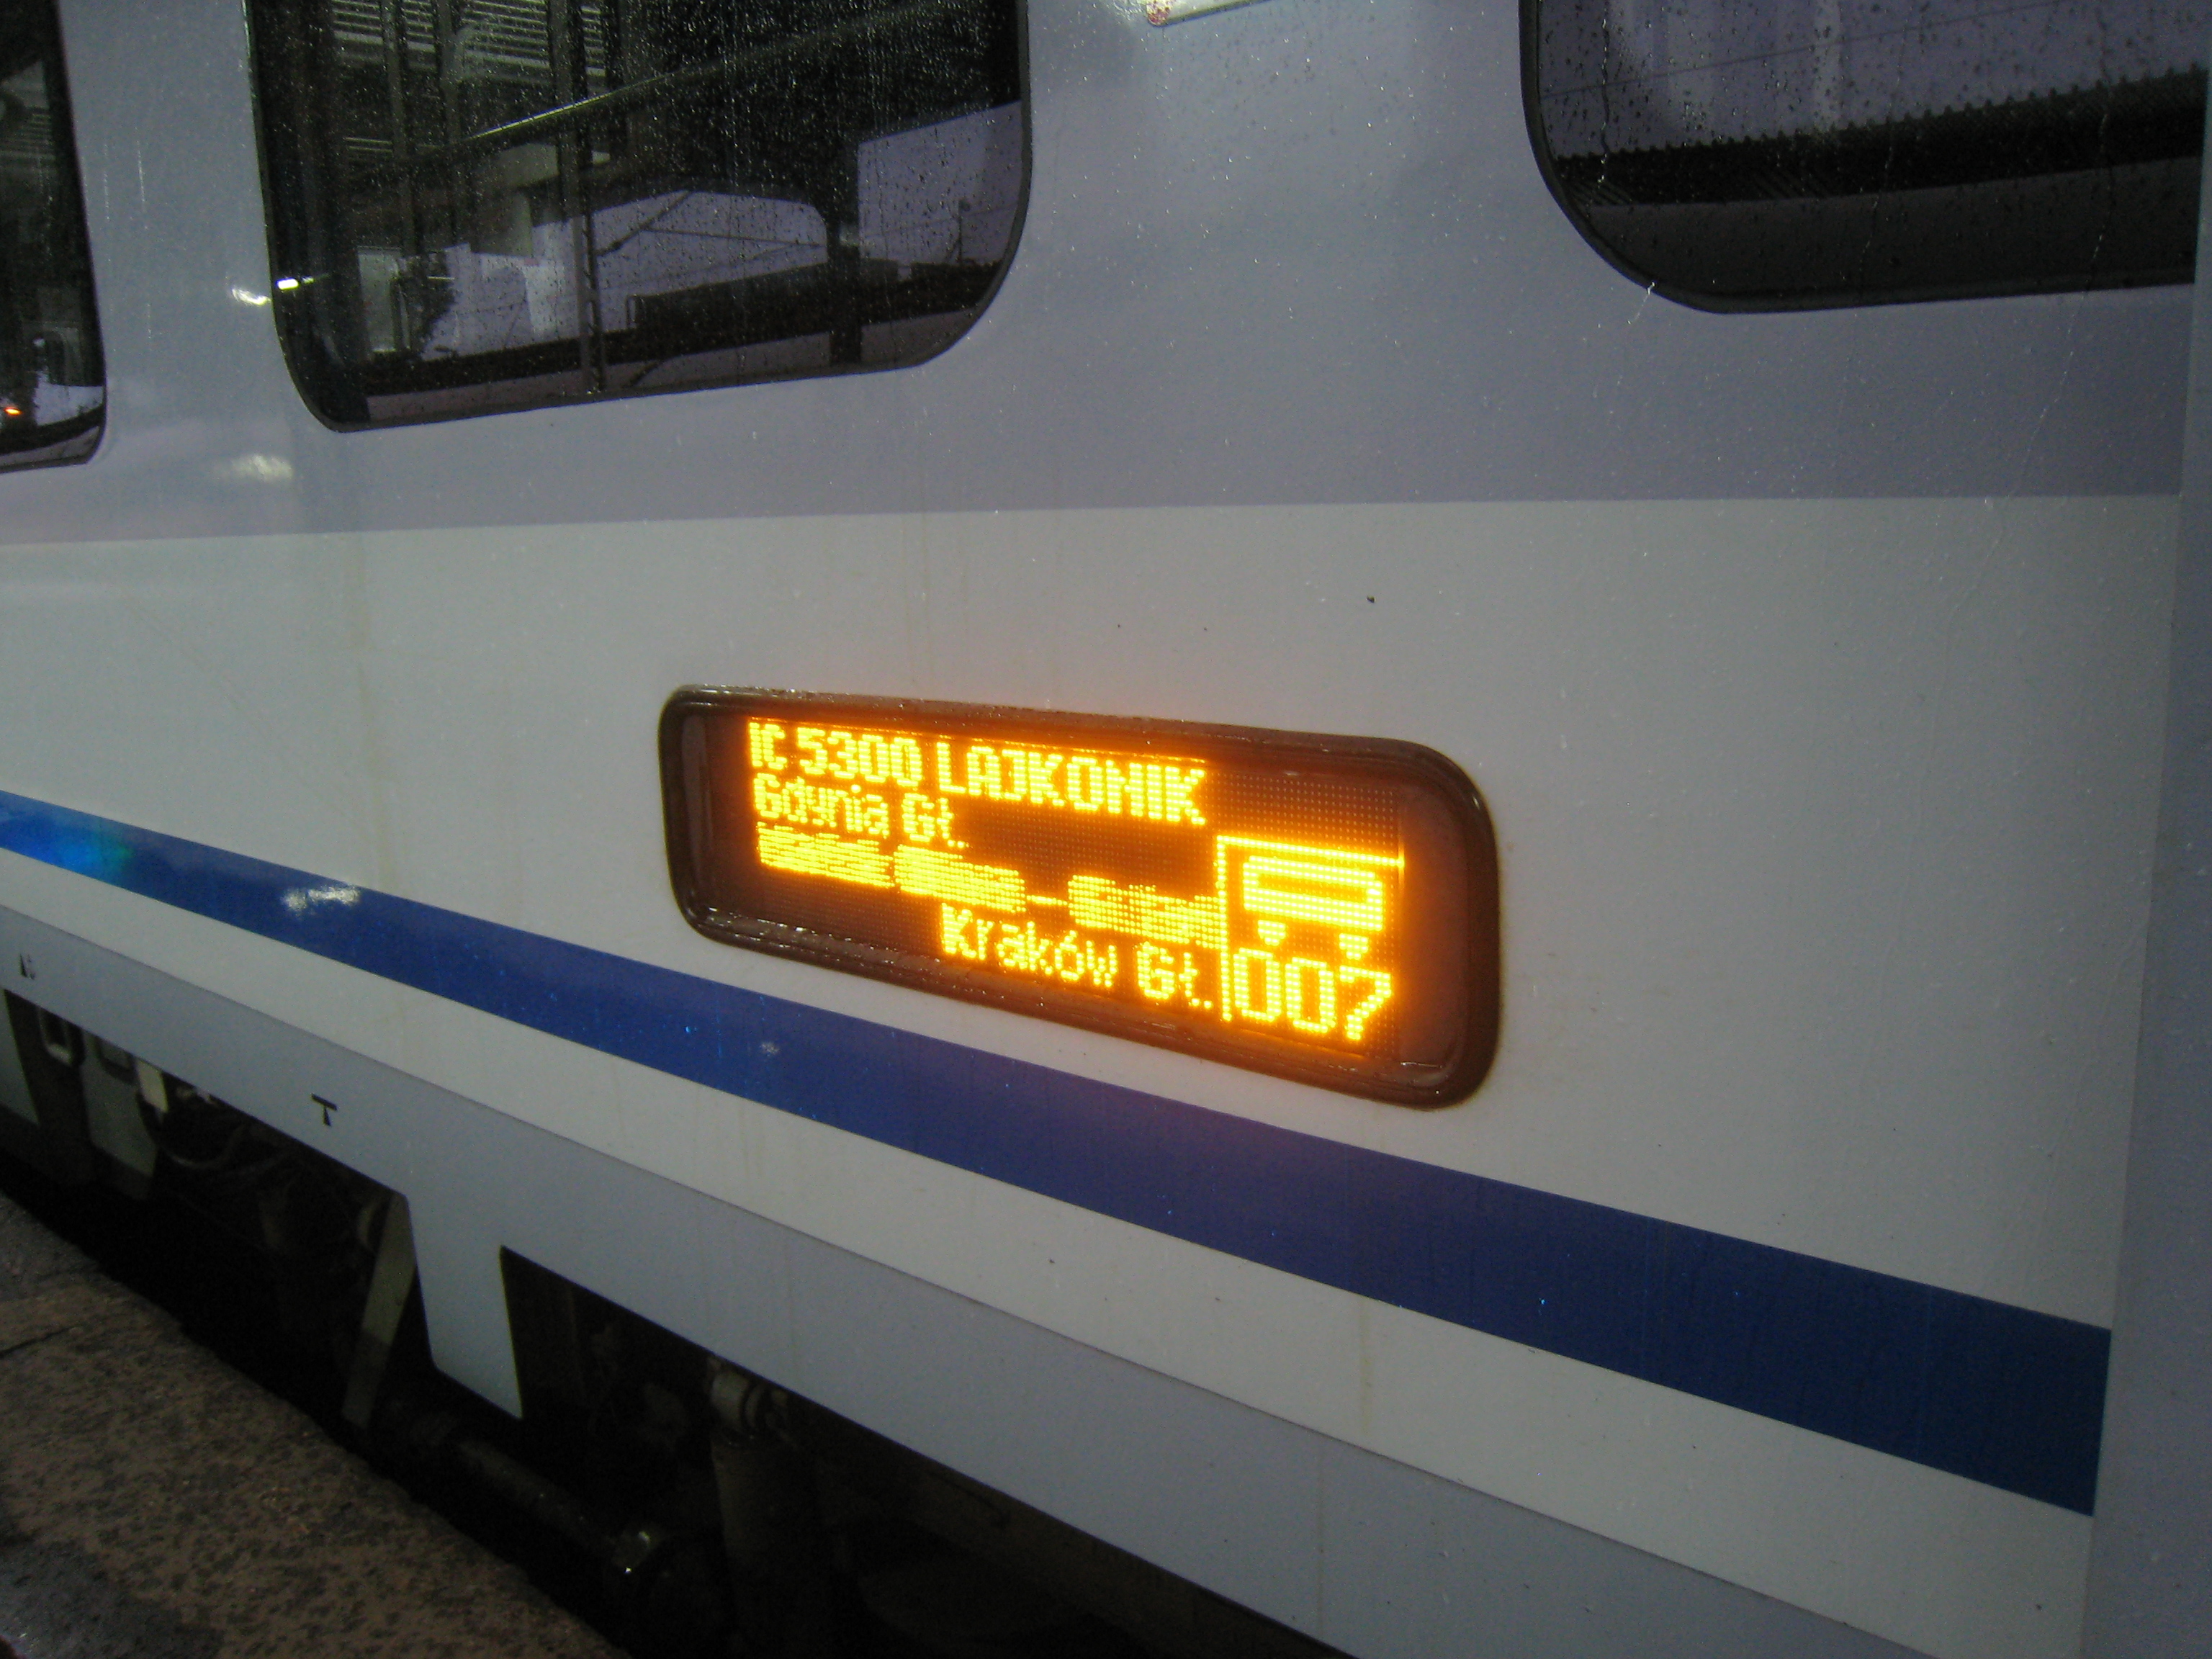 IC 5300 LAJKONIK
Gdynia Gł.
Kraków Gł.
007
T